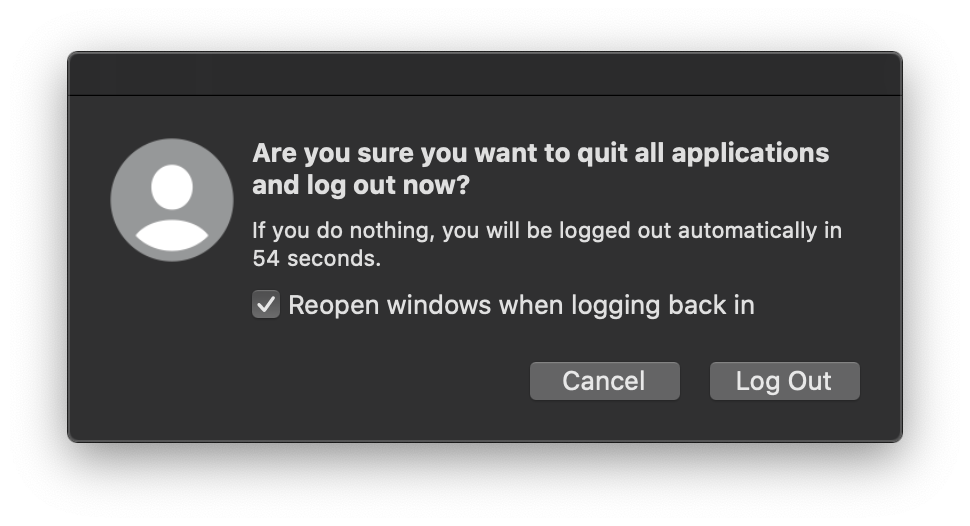 Are you sure you want to quit all applications
and log out now?
If you do nothing, you will be logged out automatically in
54 seconds.
Reopen windows when logging back in
Cancel
Log Out